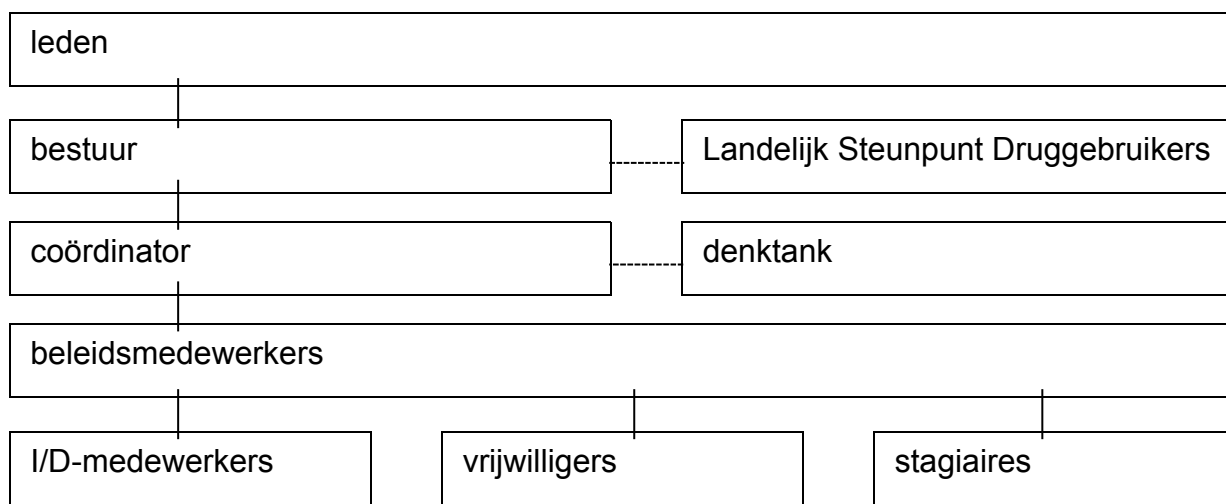 leden
bestuur
Landelijk Steunpunt Druggebruikers
coördinator
denktank
beleidsmedewerkers
I/D-medewerkers
vrijwilligers
stagiaires